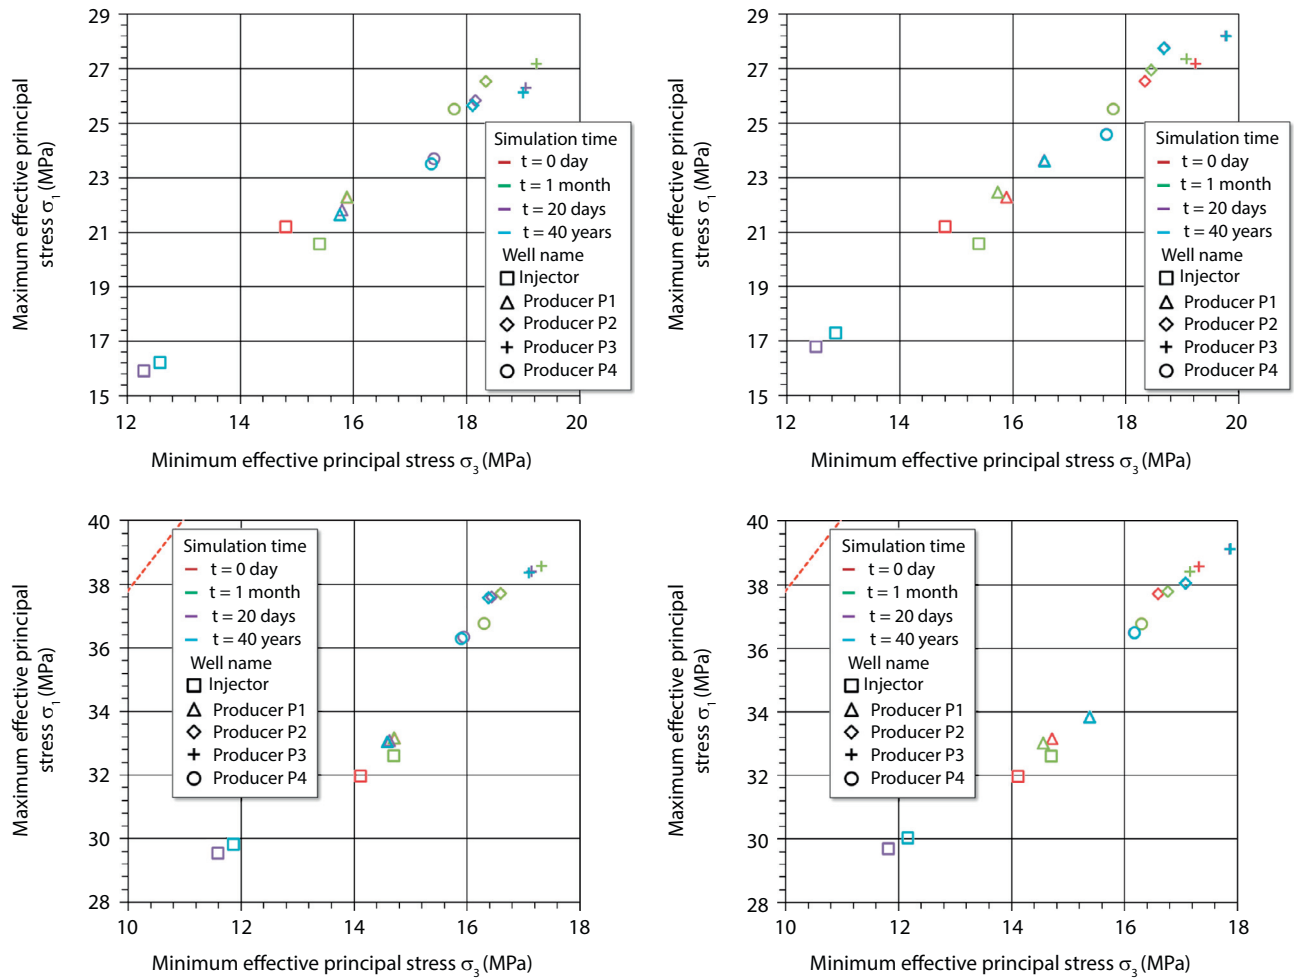 29
27
25
23
21
19
17
15
12
14
16
18
20
Maximum effective principal
stress σ1 (MPa)
Minimum effective principal stress σ3 (MPa)
Simulation time
t = 0 day
t = 1 month
t = 20 days
t = 40 years
Well name
Injector
Producer P1
Producer P2
Producer P3
Producer P4
29
27
25
23
21
19
17
15
12
14
16
18
20
Maximum effective principal
stress σ1 (MPa)
Minimum effective principal stress σ3 (MPa)
Simulation time
t = 0 day
t = 1 month
t = 20 days
t = 40 years
Well name
Injector
Producer P1
Producer P2
Producer P3
Producer P4
40
38
36
34
32
30
28
10
12
14
16
18
Maximum effective principal
stress σ1 (MPa)
Minimum effective principal stress σ3 (MPa)
Simulation time
t = 0 day
t = 1 month
t = 20 days
t = 40 years
Well name
Injector
Producer P1
Producer P2
Producer P3
Producer P4
40
38
36
34
32
30
28
10
12
14
16
18
Maximum effective principal
stress σ1 (MPa)
Minimum effective principal stress σ3 (MPa)
Simulation time
t = 0 day
t = 1 month
t = 20 days
t = 40 years
Well name
Injector
Producer P1
Producer P2
Producer P3
Producer P4